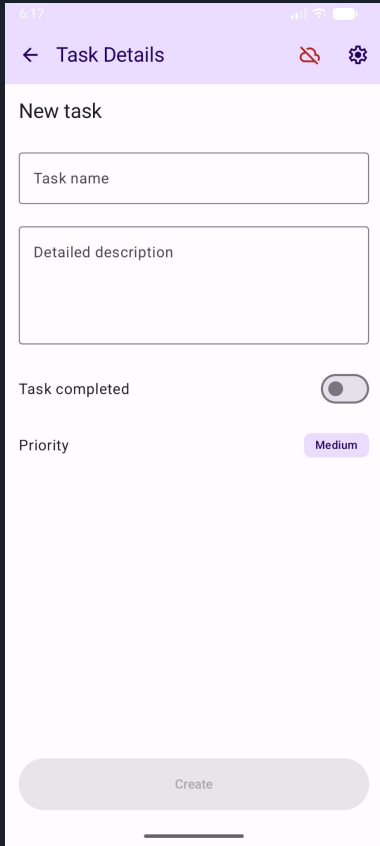 6:17
Task Details
New task
Task name
Detailed description
Task completed
Priority
Medium
Create